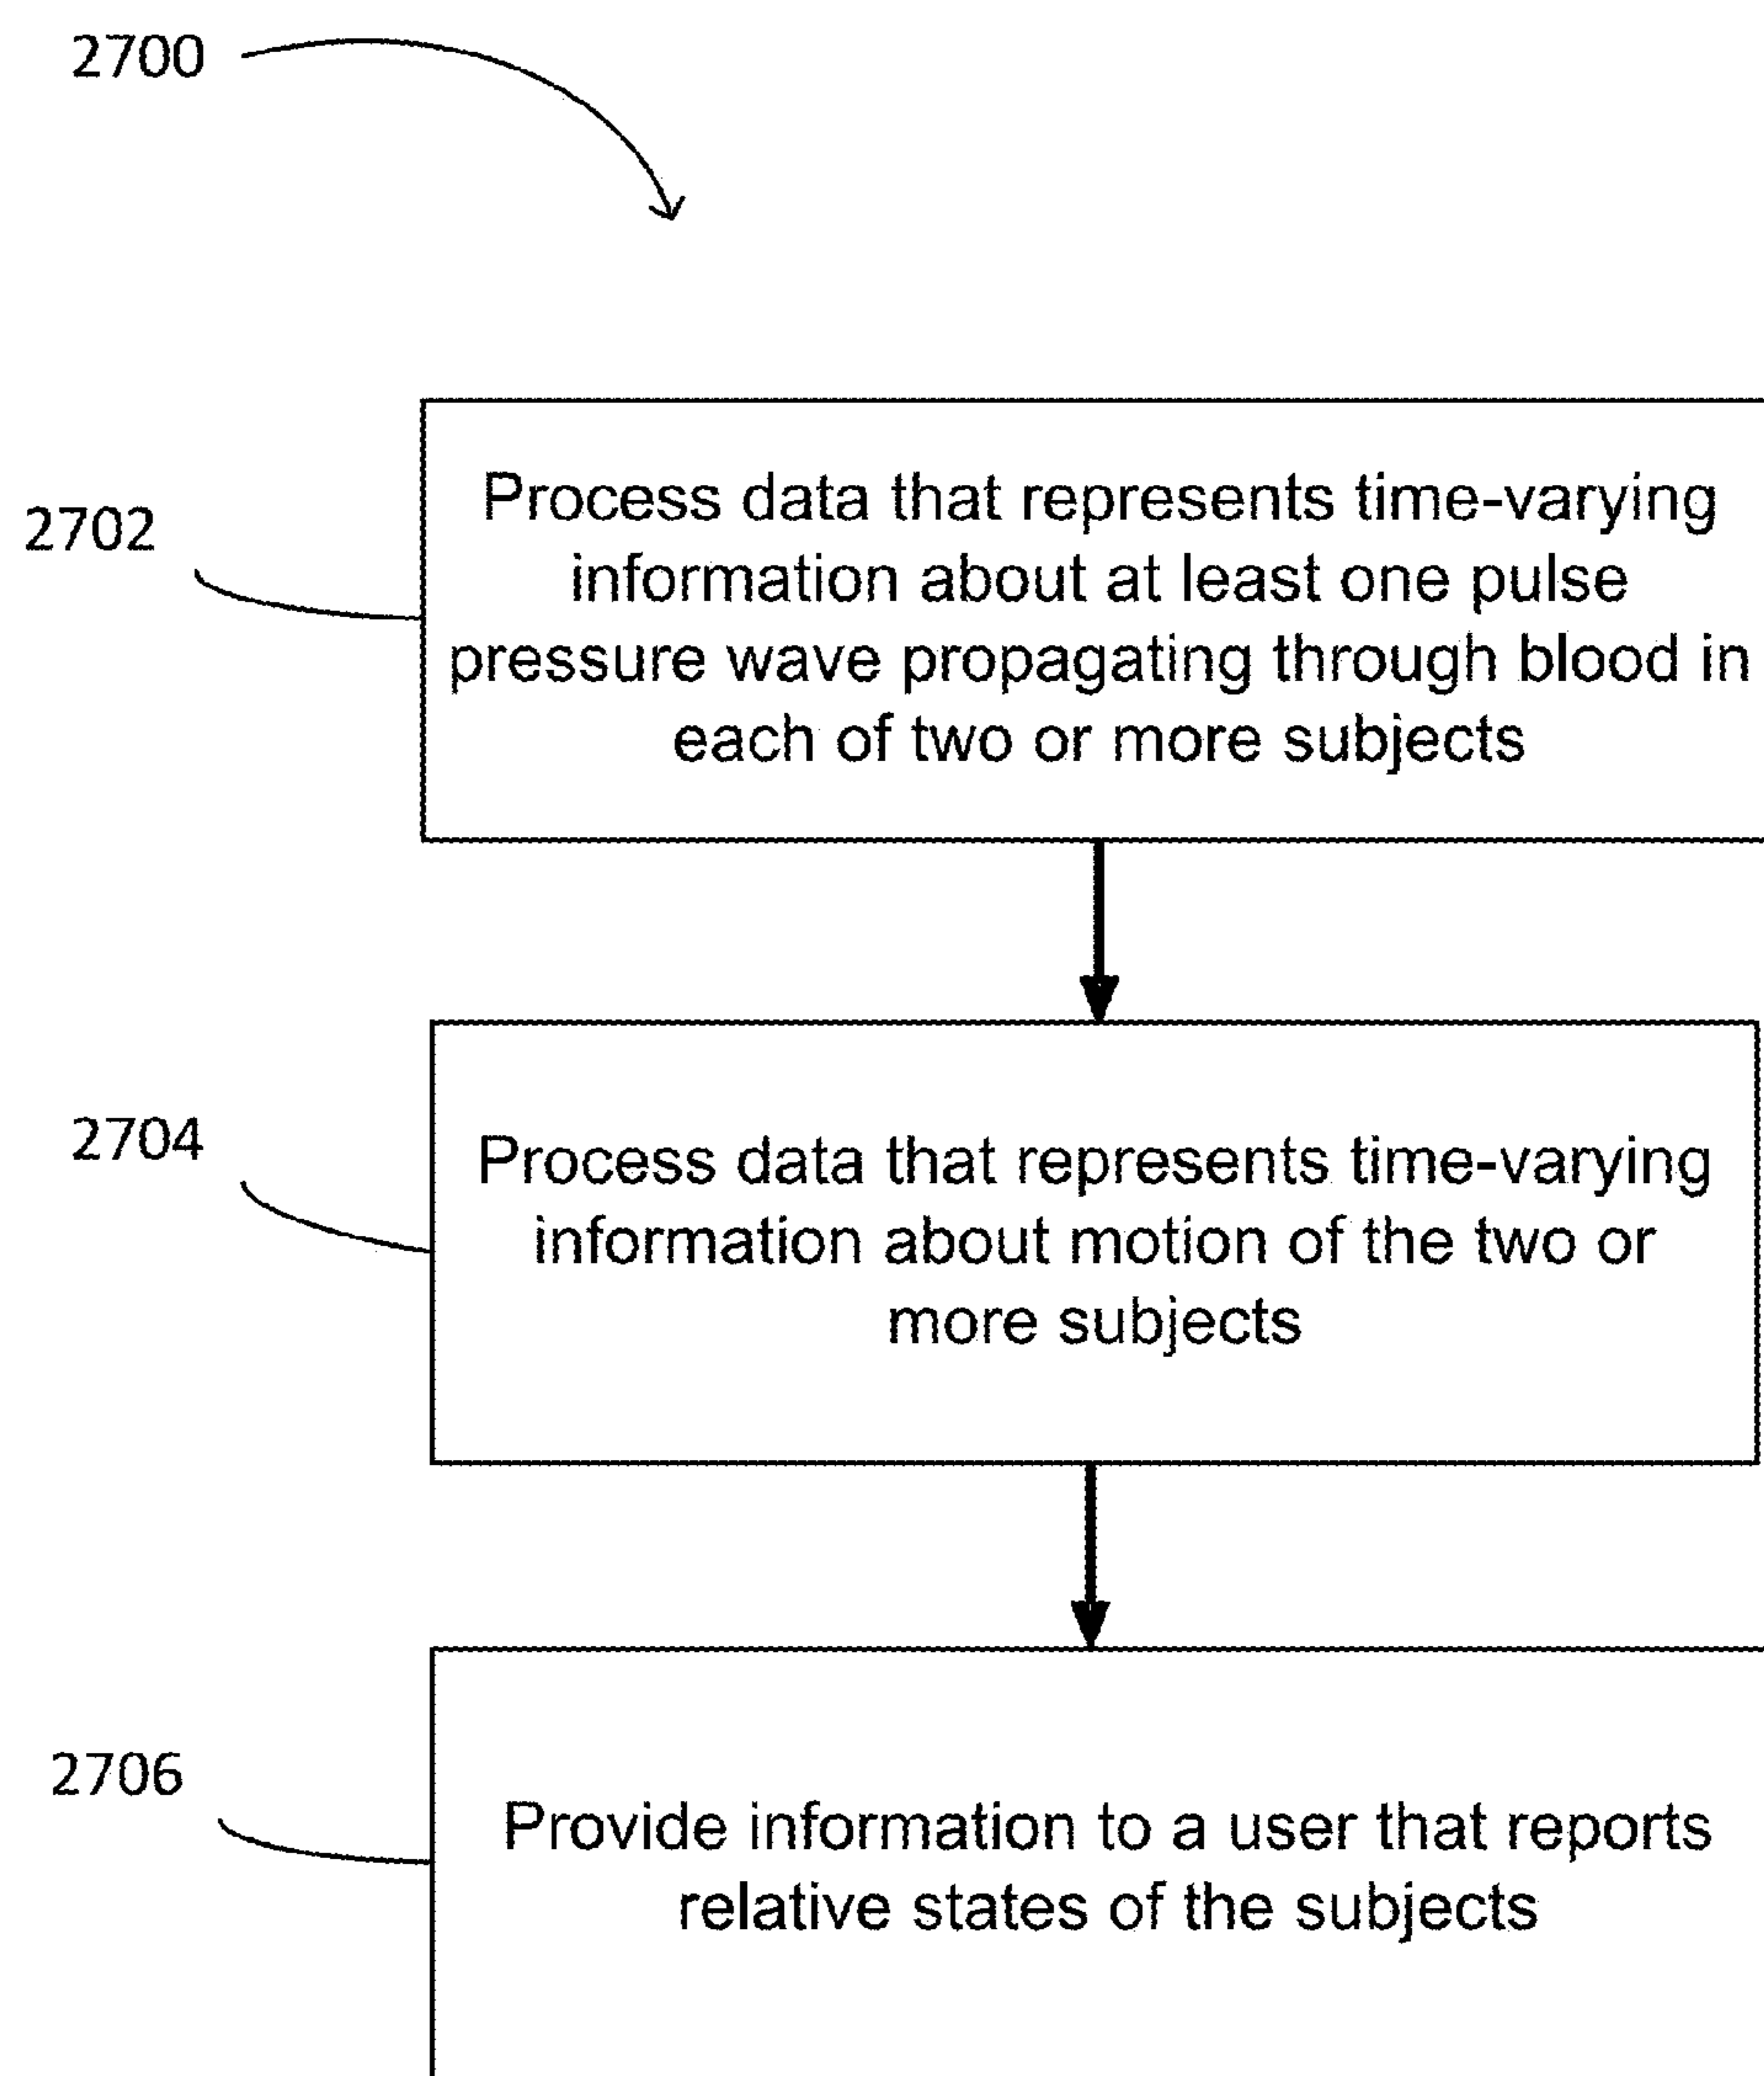 2700
2702
Process data that represents time-varying
information about at least one pulse
pressure wave propagating through blood in
each of two or more subjects
2704
Process data that represents time-varying
information about motion of the two or
more subjects
2706
Provide information to a user that reports
relative states of the subjects